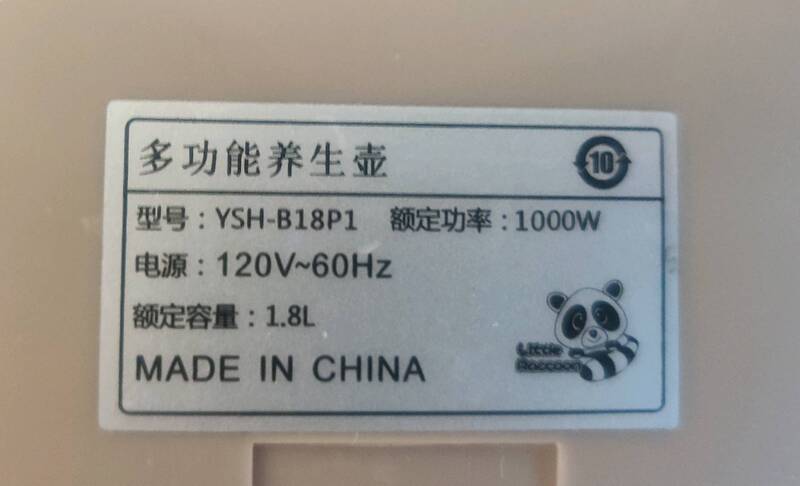 多功能养生壶
10
型号：YSH-B18P1 额定功率：1000W
电源：120V~60Hz
额定容量：1.8L
Little
Raccoon
MADE IN CHINA